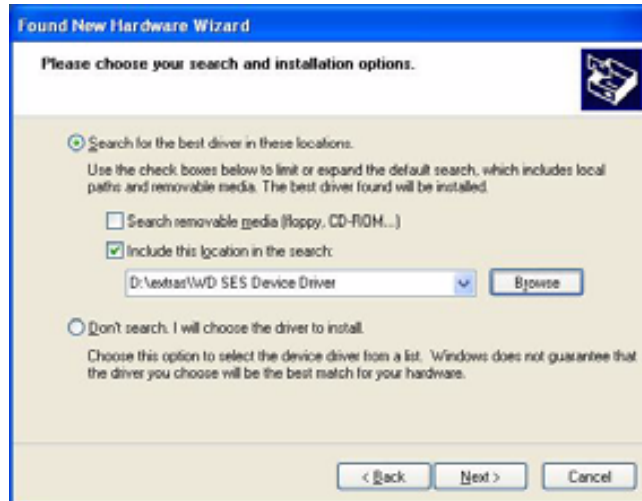 Found New Hardware Wizard
Please choose your search and installation options.
Search for the best driver in these locations.
Use the check boxes below to limit or expand the default search, which includes local
paths and removable media. The best driver found will be installed.
Search removable media (floppy, CD-ROM...)
Include this location in the search:
D:\extras\WD SES Device Driver
Browse
Don't search. I will choose the driver to install.
Choose this option to select the device driver from a list. Windows does not guarantee that
the driver you choose will be the best match for your hardware.
< Back
Next >
Cancel